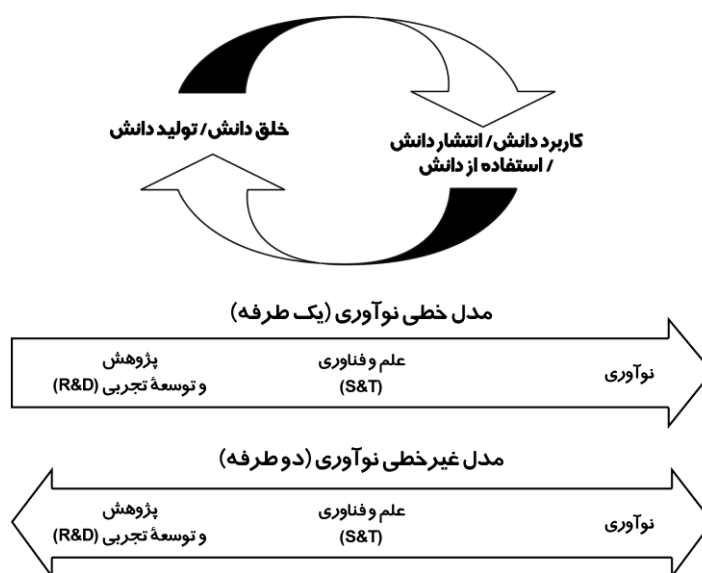 خلق دانش/ تولید دانش
کاربرد دانش/ انتشار دانش
/ استفاده از دانش
مدل خطی نوآوری (یک طرفه)
پژوهش
و توسعهٔ تجربی (R&D)
علم و فناوری
(S&T)
نوآوری
مدل غیرخطی نوآوری (دو طرفه)
پژوهش
و توسعهٔ تجربی (R&D)
علم و فناوری
(S&T)
نوآوری